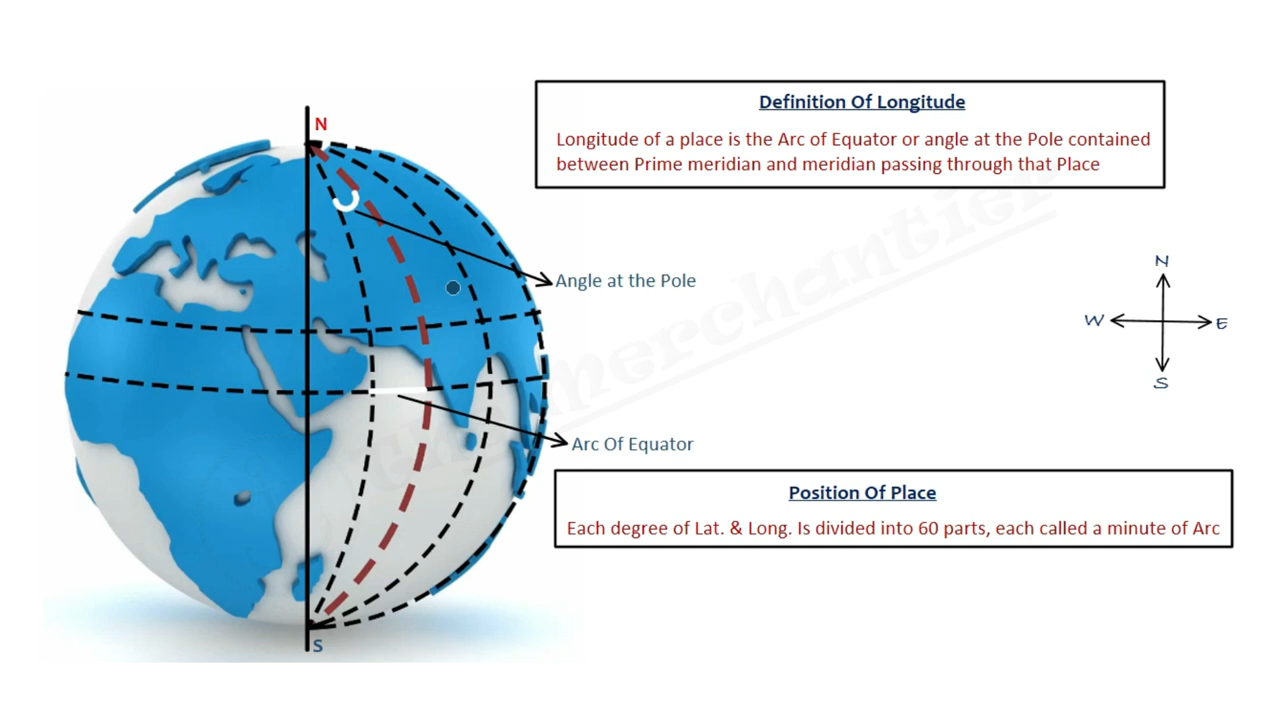 Definition Of Longitude
Longitude of a place is the Arc of Equator or angle at the Pole contained
between Prime meridian and meridian passing through that Place
N
Angle at the Pole
N
W
E
S
Arc Of Equator
Position Of Place
Each degree of Lat. & Long. Is divided into 60 parts, each called a minute of Arc
S